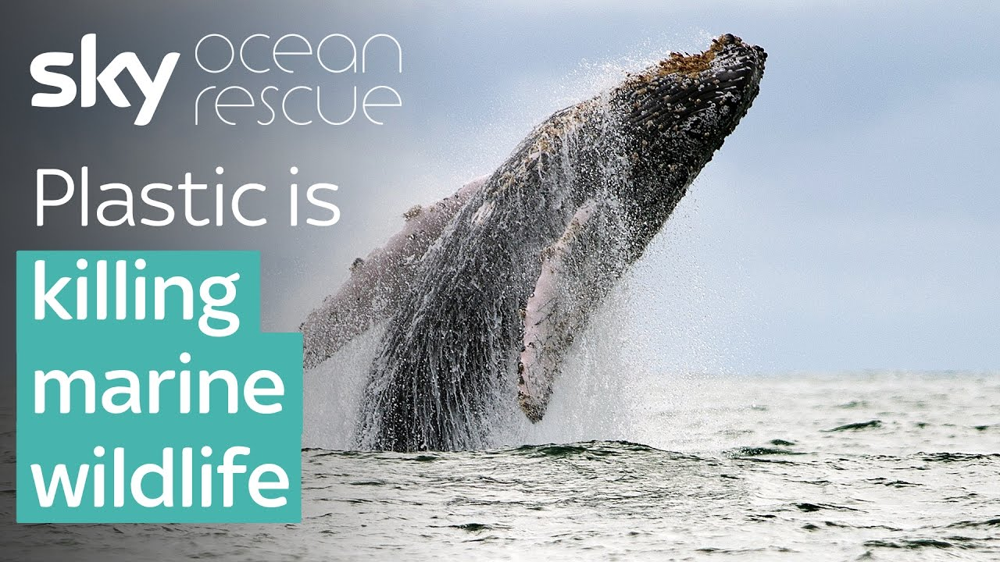 sky ocean
rescue
Plastic is
killing
marine
wildlife